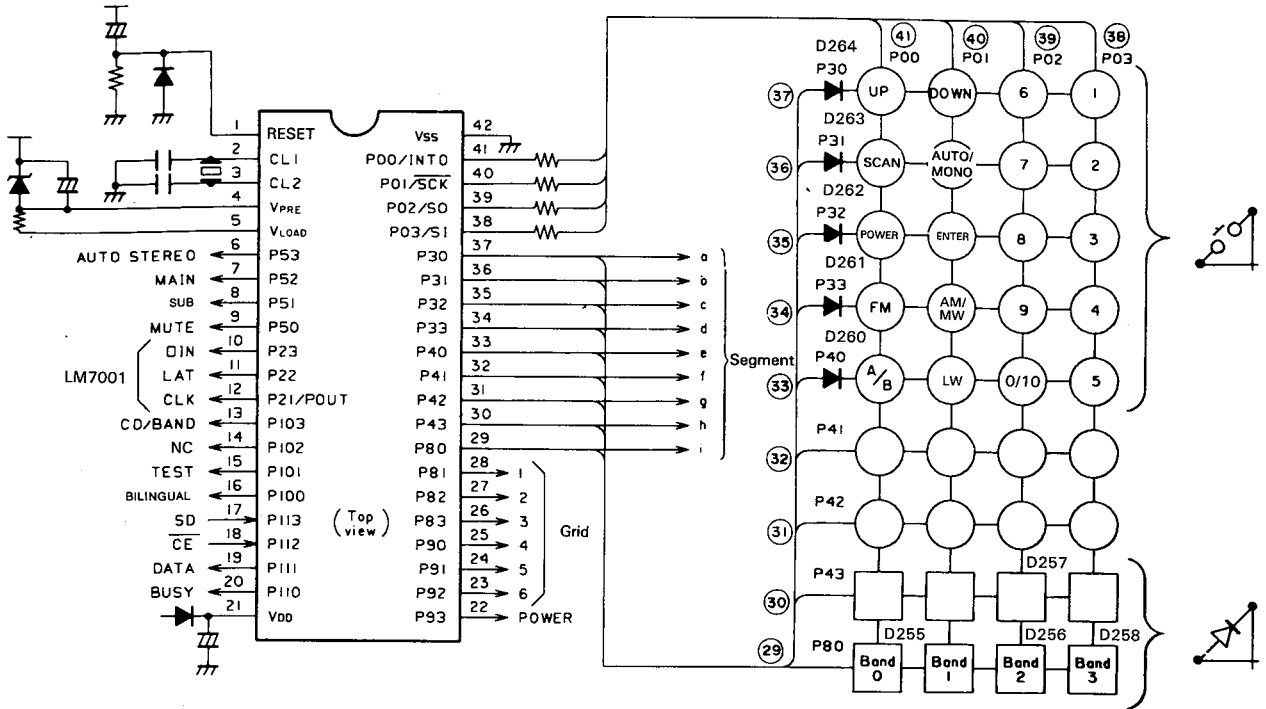 1 RESET
2 CL1
3 CL2
4 VPRE
5 VLOAD
AUTO STEREO 6 P53
MAIN 7 P52
SUB 8 P51
MUTE 9 P50
DIN 10 P23
LM7001 LAT 11 P22
CLK 12 P21/POUT
CD/BAND 13 P103
NC 14 P102
TEST 15 P101
BILINGUAL 16 P100
SD 17 P113
CE 18 P112
DATA 19 P111
BUSY 20 P110
21 VDD
(Top view)
Vss 42
P00/INTO 41
P01/SCK 40
P02/SO 39
P03/SI 38
P30 37 a
P31 36 b
P32 35 c
P33 34 d
P40 33 e
P41 32 f
P42 31 g
P43 30 h
P80 29 i
Segment
P81 28 1
P82 27 2
P83 26 3
P90 25 4
P91 24 5
P92 23 6
Grid
P93 22 POWER
41 40 39 38
P00 P01 P02 P03
D264
37 P30 UP DOWN 6 1
D263
36 P31 SCAN AUTO/MONO 7 2
D262
35 P32 POWER ENTER 8 3
D261
34 P33 FM AM/MW 9 4
D260
33 P40 A/B LW 0/10 5
32 P41
31 P42
D257
30 P43
D255 D256 D258
29 P80 Band 0 Band 1 Band 2 Band 3